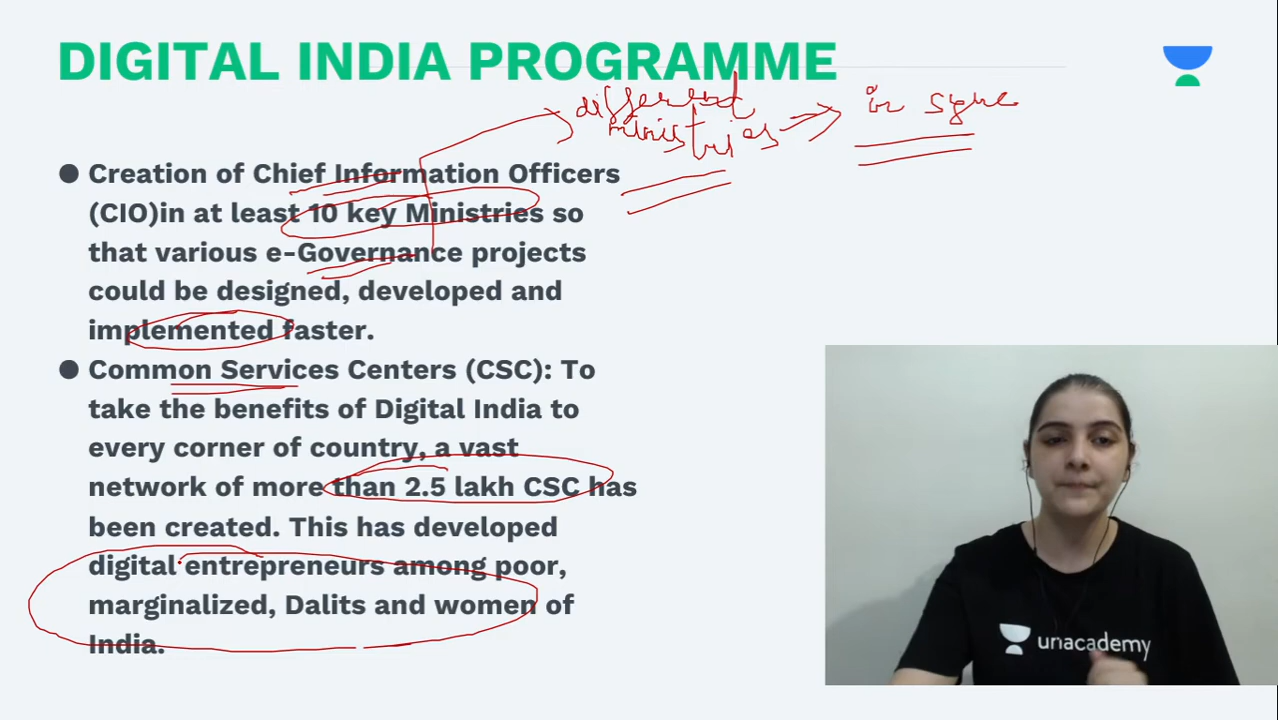 DIGITAL INDIA PROGRAMME
different
ministries
in sync
● Creation of Chief Information Officers
(CIO)in at least 10 key Ministries so
that various e-Governance projects
could be designed, developed and
implemented faster.
● Common Services Centers (CSC): To
take the benefits of Digital India to
every corner of country, a vast
network of more than 2.5 lakh CSC has
been created. This has developed
digital entrepreneurs among poor,
marginalized, Dalits and women of
India.
unacademy